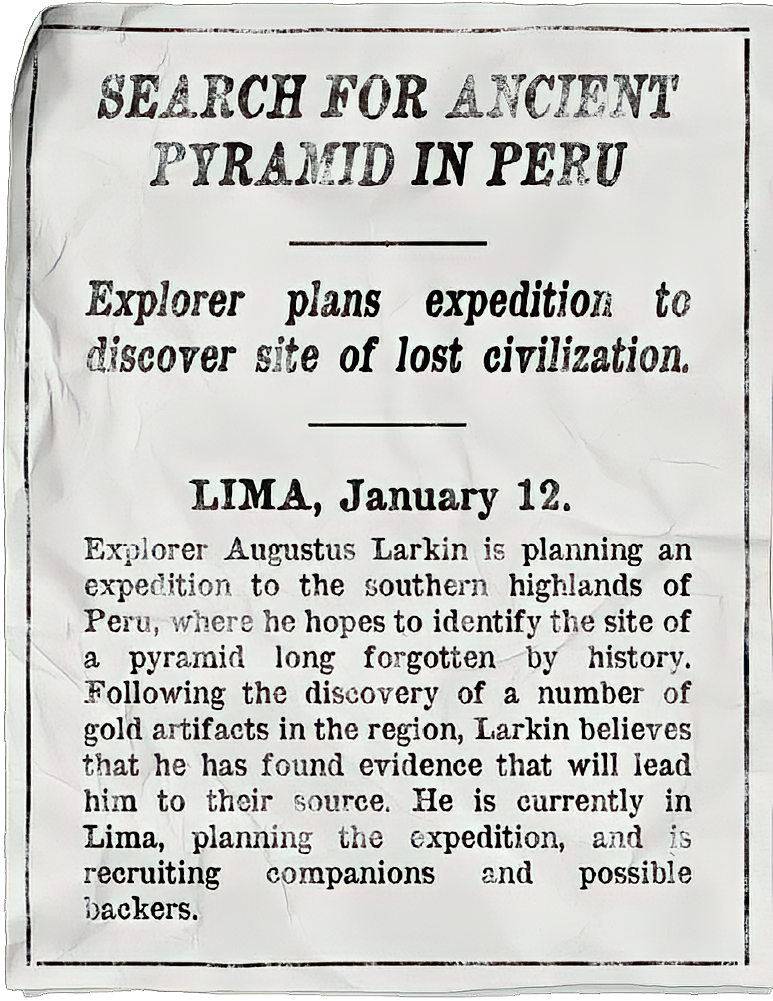 SEARCH FOR ANCIENT
PYRAMID IN PERU
Explorer plans expedition to
discover site of lost civilization.
LIMA, January 12.
Explorer Augustus Larkin is planning an
expedition to the southern highlands of
Peru, where he hopes to identify the site of
a pyramid long forgotten by history.
Following the discovery of a number of
gold artifacts in the region, Larkin believes
that he has found evidence that will lead
him to their source. He is currently in
Lima, planning the expedition, and is
recruiting companions and possible
backers.